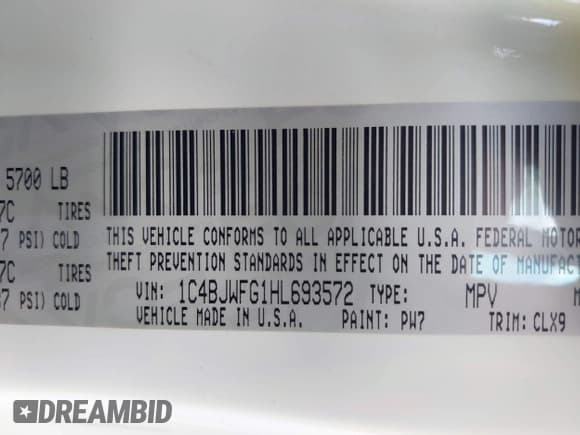 5700 LB
7C TIRES
7 PSI) COLD
7C TIRES
37 PSI) COLD
THIS VEHICLE CONFORMS TO ALL APPLICABLE U.S.A. FEDERAL MOTOR
THEFT PREVENTION STANDARDS IN EFFECT ON THE DATE OF MANUFACT
VIN: 1C4BJWFG1HL693572 TYPE: MPV
VEHICLE MADE IN U.S.A. PAINT: PW7 TRIM: CLX9
DREAMBID